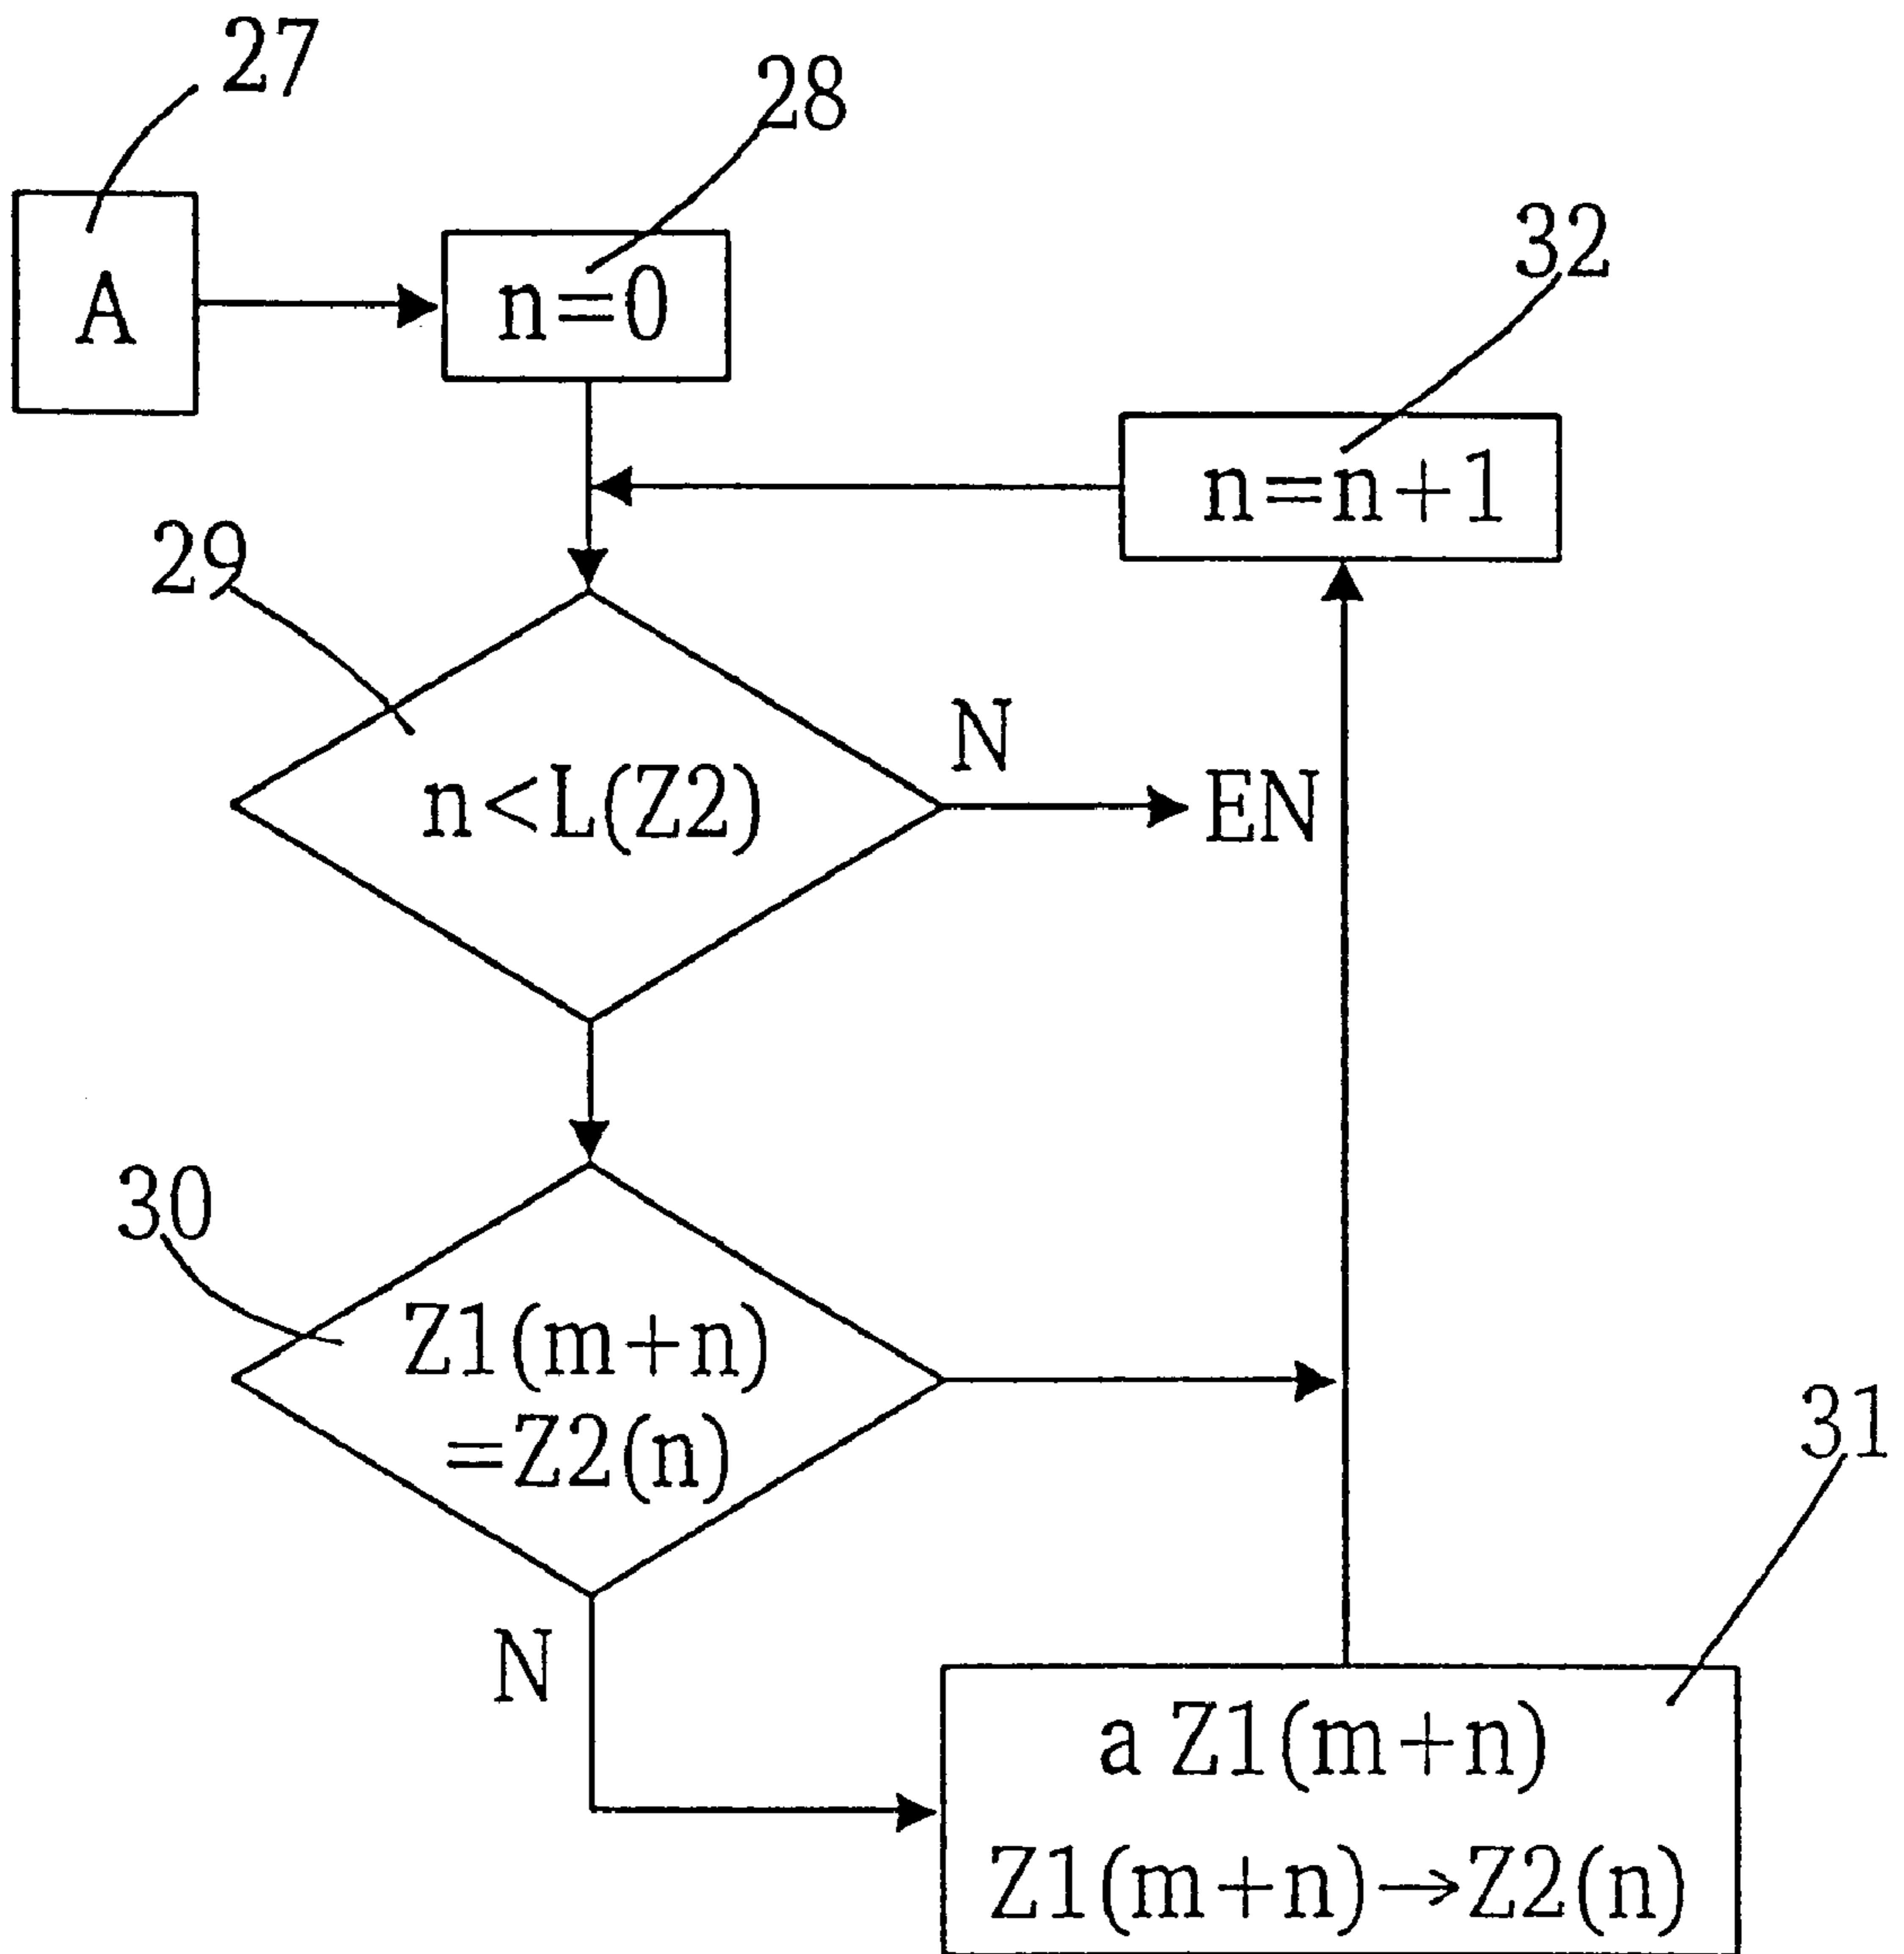 27
28
A
n=0
32
n=n+1
29
N
n<L(Z2)
EN
30
Z1(m+n)
=Z2(n)
31
N
a Z1(m+n)
Z1(m+n)→Z2(n)